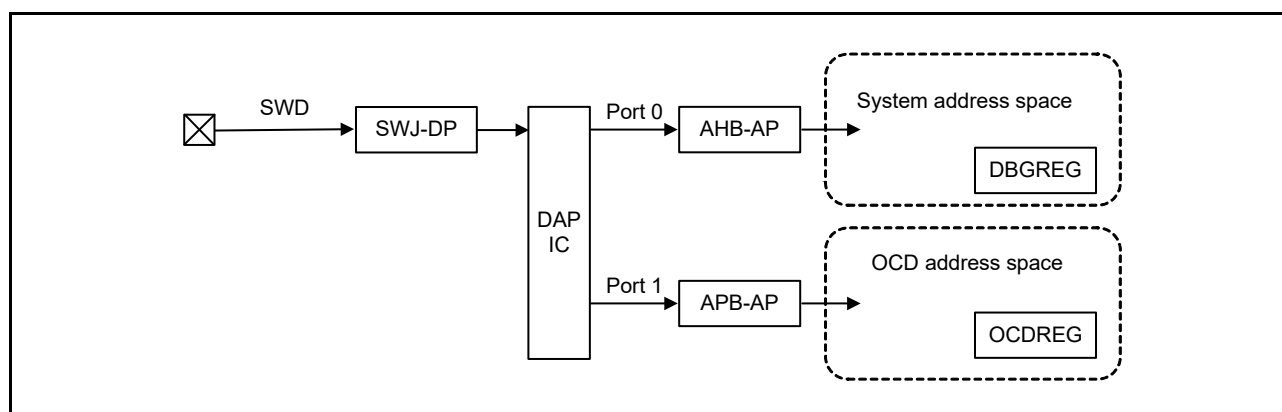 SWD
SWJ-DP
DAP
IC
Port 0
AHB-AP
System address space
DBGREG
Port 1
APB-AP
OCD address space
OCDREG